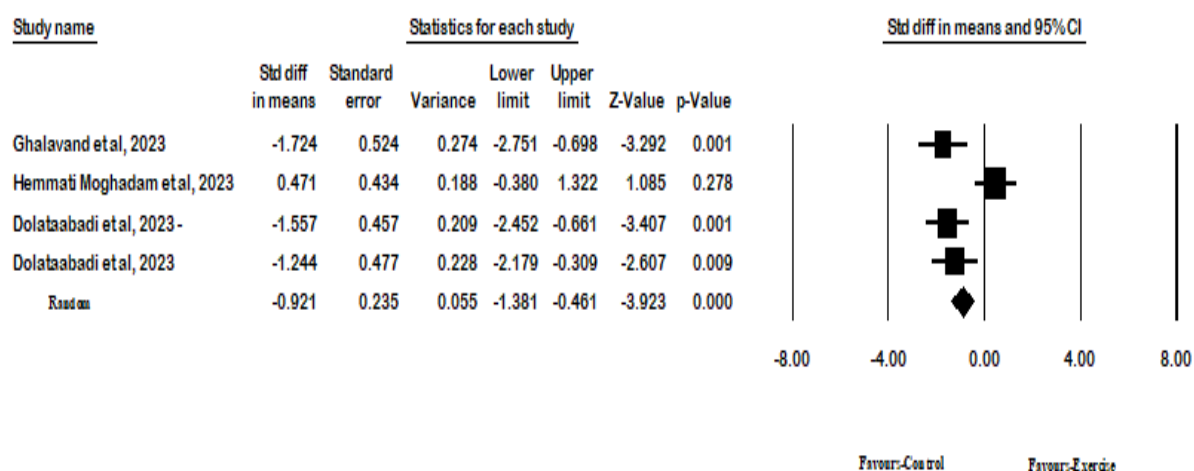 Study name Statistics for each study Std diff in means and 95% CI
Std diff Standard Lower Upper
in means error Variance limit limit Z-Value p-Value
Ghalavand et al, 2023 -1.724 0.524 0.274 -2.751 -0.698 -3.292 0.001
Hemmati Moghadam et al, 2023 0.471 0.434 0.188 -0.380 1.322 1.085 0.278
Dolataabadi et al, 2023 - -1.557 0.457 0.209 -2.452 -0.661 -3.407 0.001
Dolataabadi et al, 2023 -1.244 0.477 0.228 -2.179 -0.309 -2.607 0.009
Random -0.921 0.235 0.055 -1.381 -0.461 -3.923 0.000
-8.00 -4.00 0.00 4.00 8.00
Favours-Control Favours-Exercise